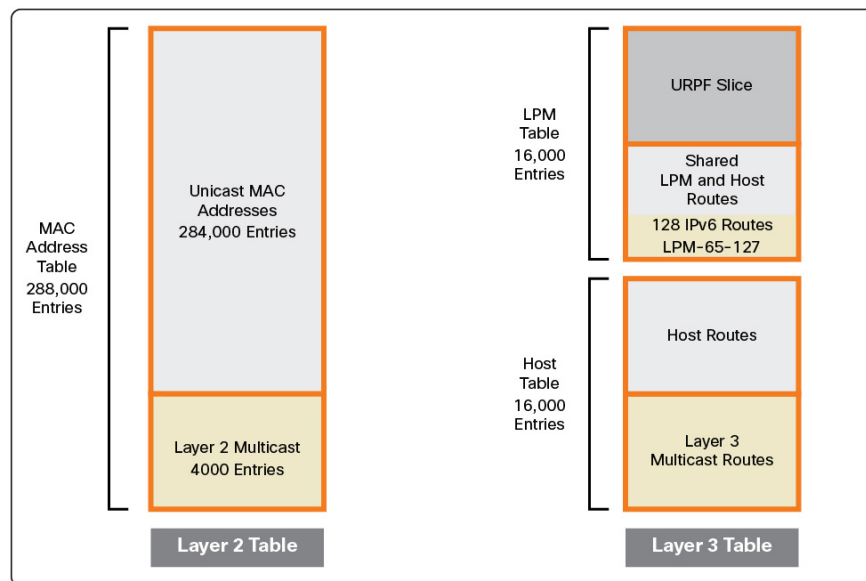 MAC
Address
Table
288,000
Entries
Unicast MAC
Addresses
284,000 Entries
Layer 2 Multicast
4000 Entries
Layer 2 Table
LPM
Table
16,000
Entries
URPF Slice
Shared
LPM and Host
Routes
128 IPv6 Routes
LPM-65-127
Host
Table
16,000
Entries
Host Routes
Layer 3
Multicast Routes
Layer 3 Table